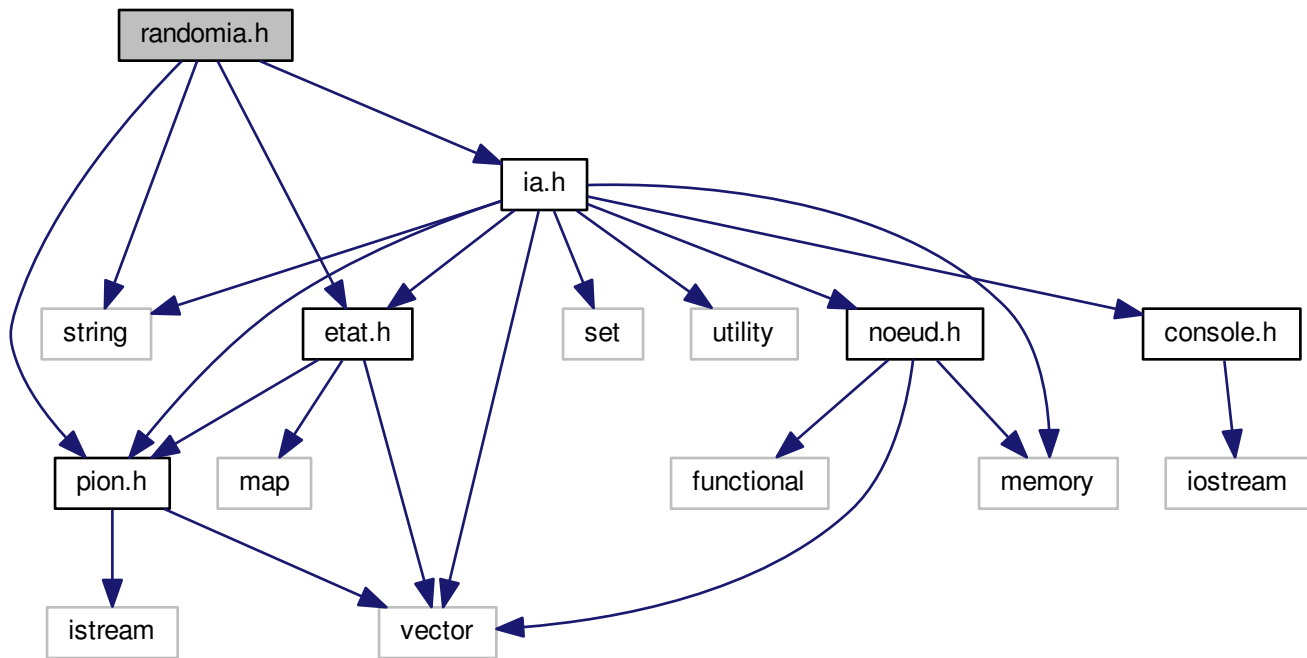 randomia.h
ia.h
string
etat.h
set
utility
noeud.h
console.h
pion.h
map
functional
memory
iostream
istream
vector